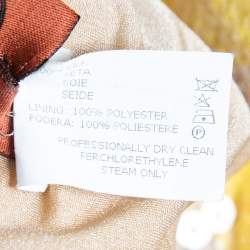 SETA
SOIE
SEIDE
LINING: 100% POLYESTER
FODERA: 100% POLIESTERE
PROFESSIONALLY DRY CLEAN
PERCHLORETHYLENE
STEAM ONLY
P